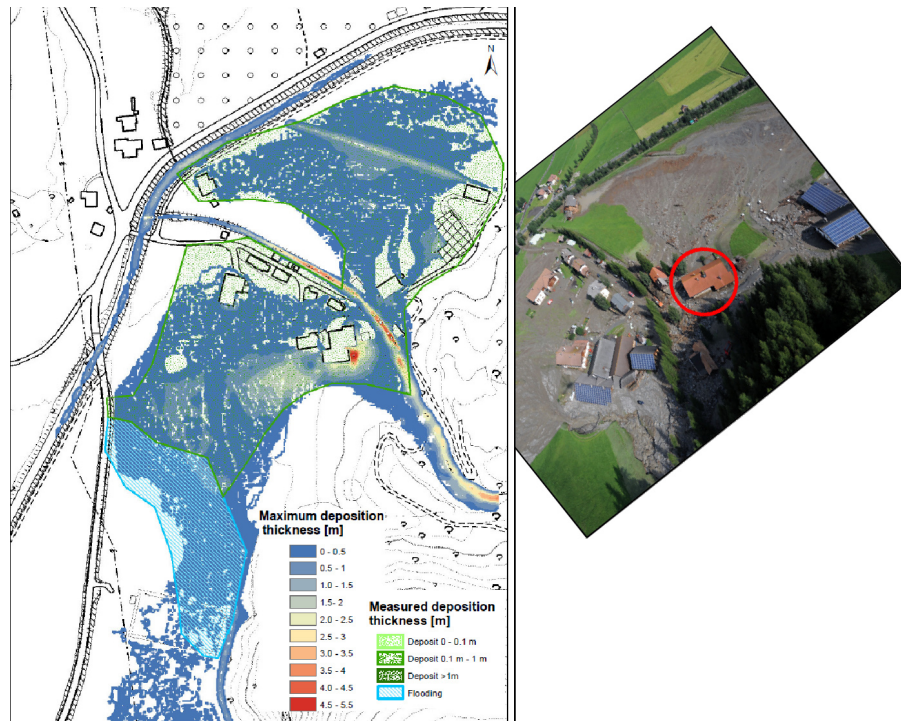 N
Maximum deposition
thickness [m]
0 - 0.5
0.5 - 1
1.0 - 1.5
1.5- 2
2.0 - 2.5
2.5 - 3
3.0 - 3.5
3.5 - 4
4.0 - 4.5
4.5 - 5.5
Measured deposition
thickness [m]
Deposit 0 - 0.1 m
Deposit 0.1 m - 1 m
Deposit >1m
Flooding